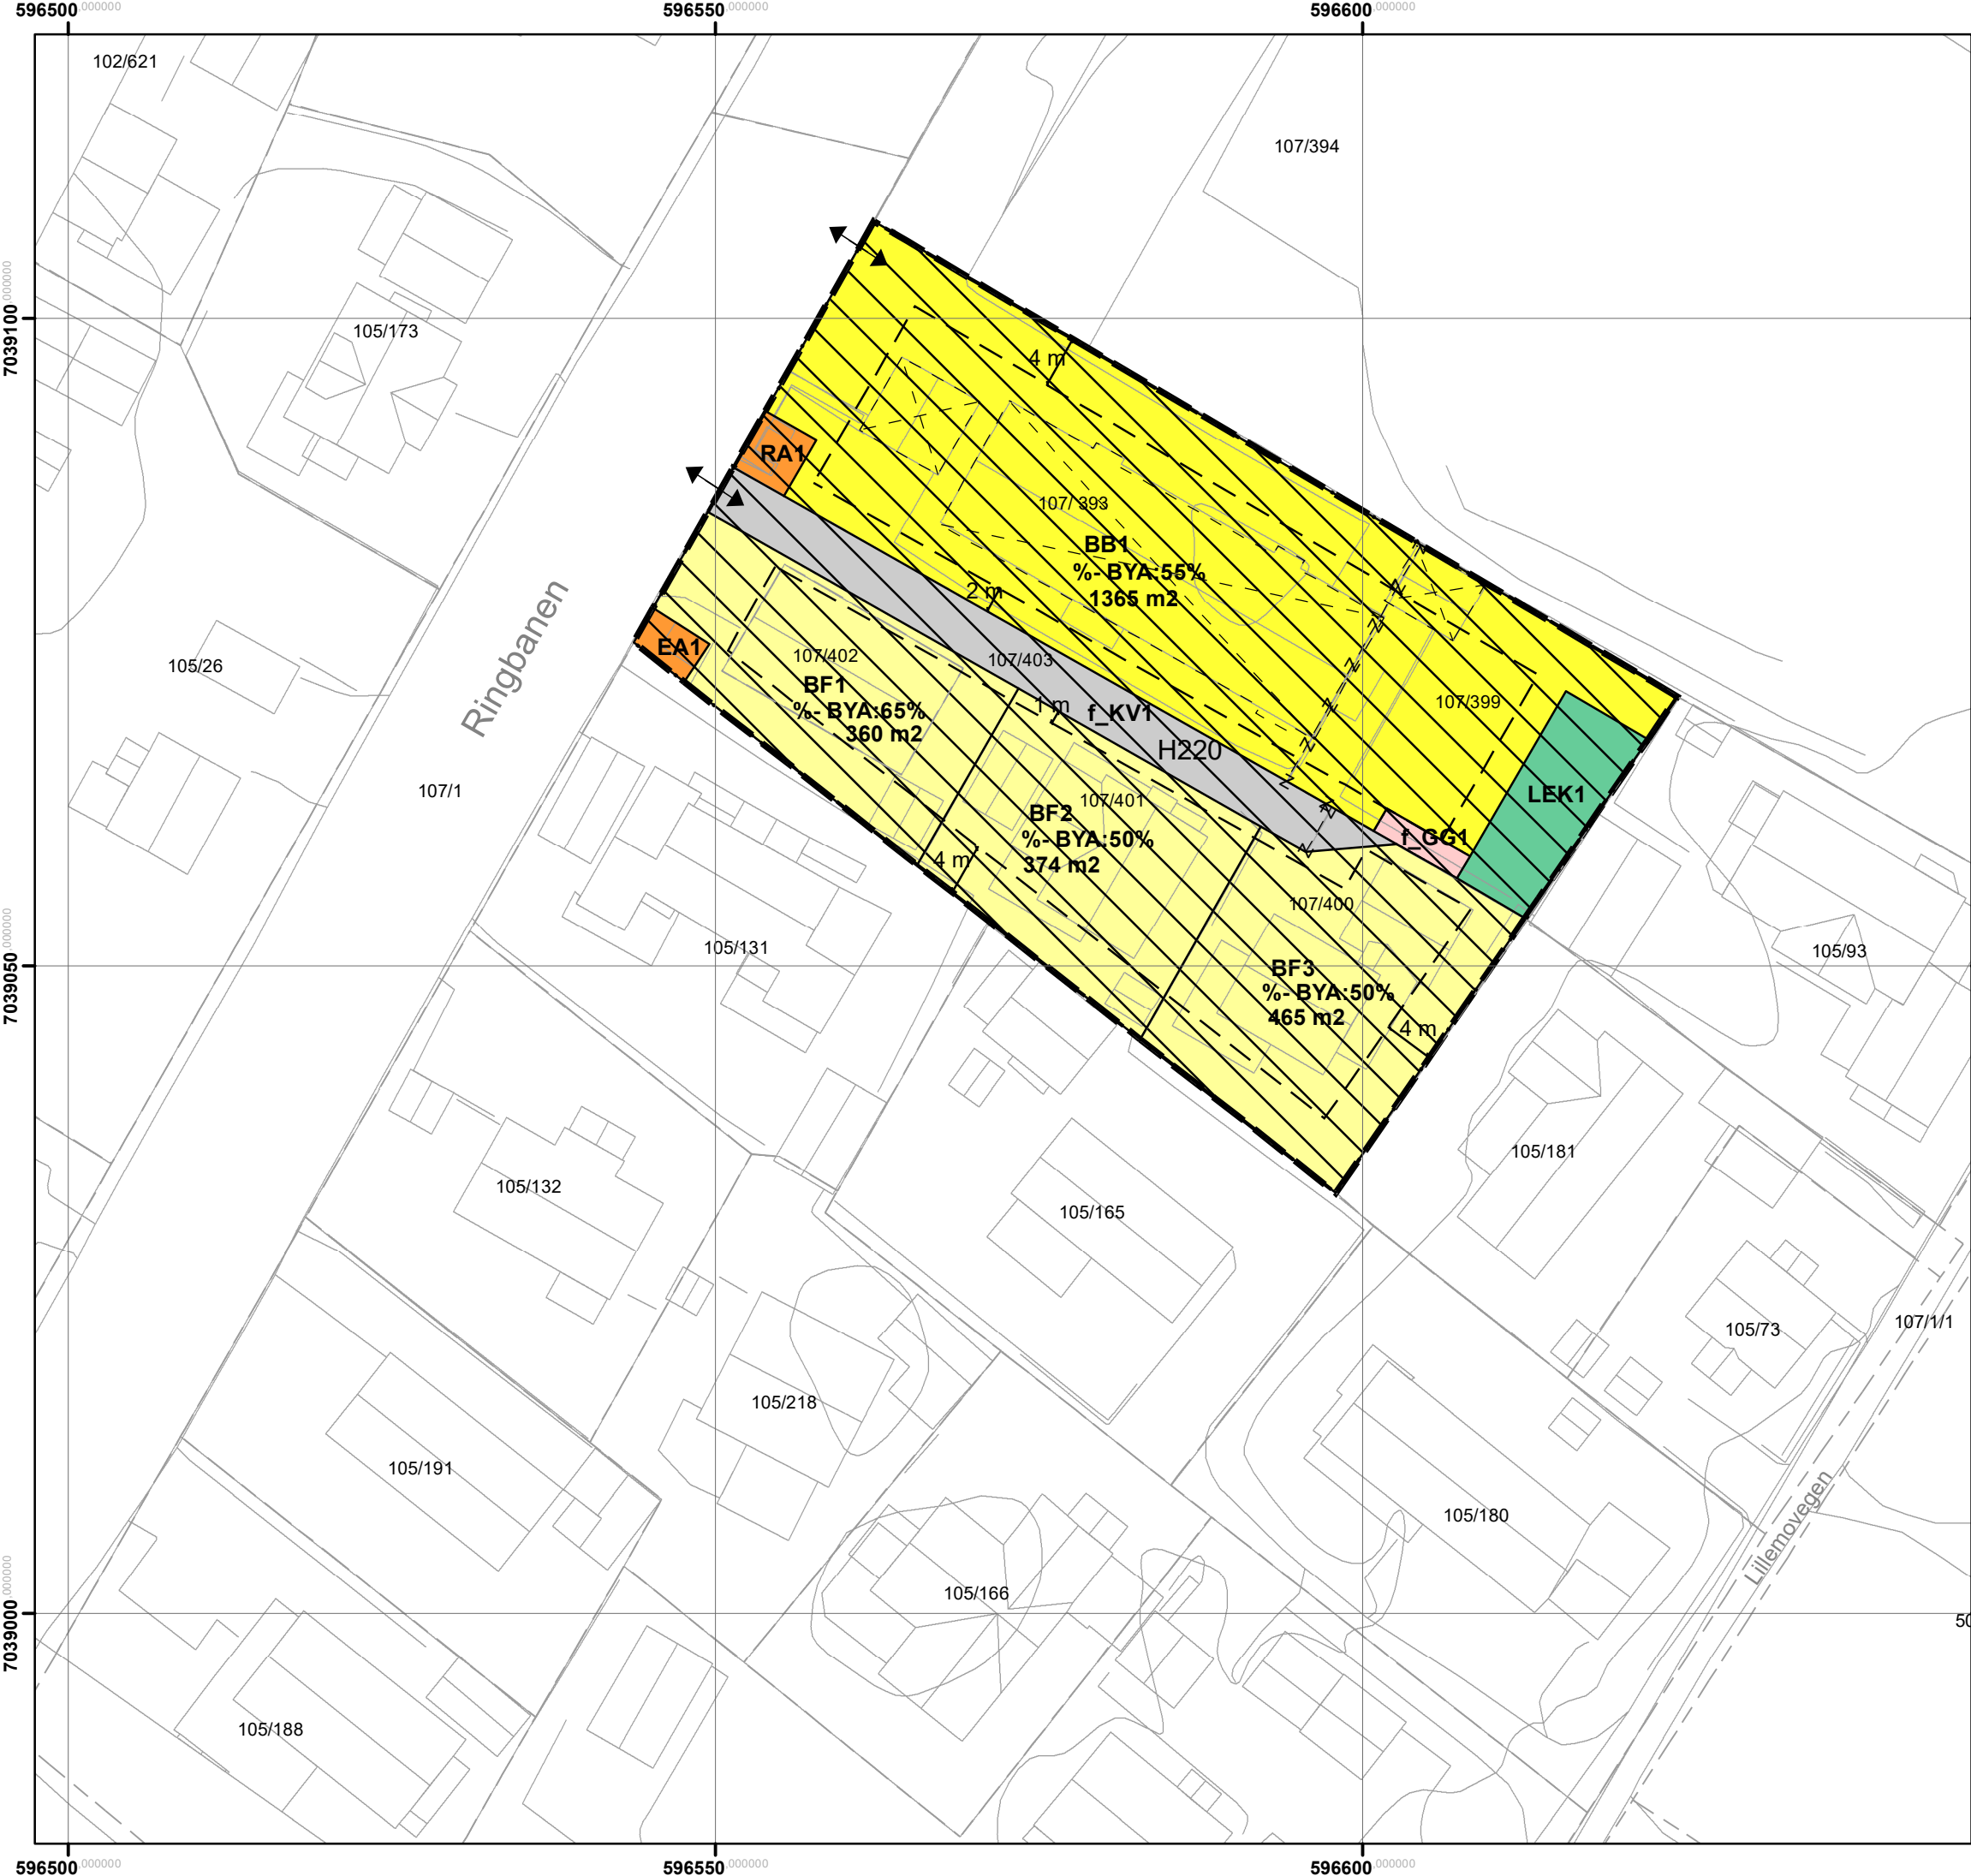 596500.000000
596550.000000
596600.000000
102/621
107/394
7039100.000000
105/173
4 m
RA1
107/ 393
BB1
%- BYA:55%
1365 m2
2 m
Ringbanen
105/26
EA1
107/402
107/403
BF1
%- BYA:65%
360 m2
1 m
f_KV1
107/399
H220
107/1
LEK1
107/401
BF2
%- BYA:50%
374 m2
f_GG1
4 m
107/400
105/131
105/93
7039050.000000
BF3
%- BYA:50%
465 m2
4 m
105/181
105/132
105/165
107/1/1
105/73
105/218
105/191
105/180
Lillemovegen
105/166
50
7039000.000000
105/188
596500.000000
596550.000000
596600.000000